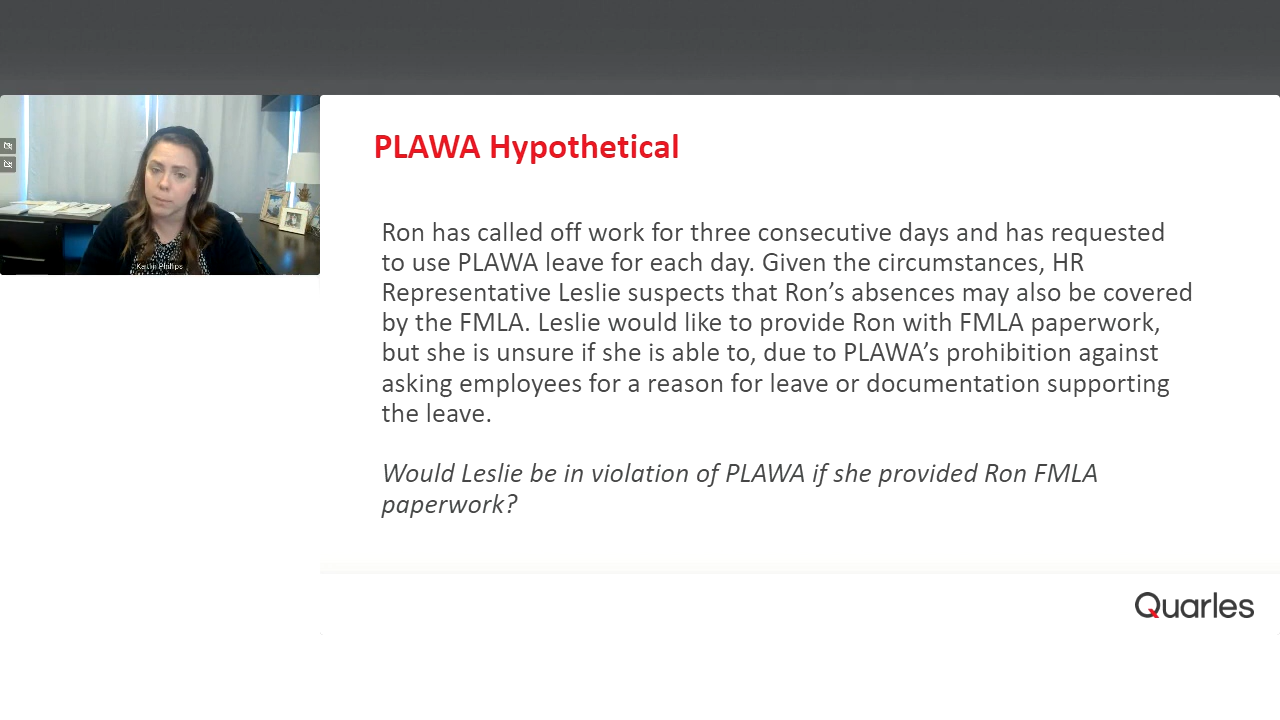 PLAWA Hypothetical
Ron has called off work for three consecutive days and has requested
to use PLAWA leave for each day. Given the circumstances, HR
Representative Leslie suspects that Ron’s absences may also be covered
by the FMLA. Leslie would like to provide Ron with FMLA paperwork,
but she is unsure if she is able to, due to PLAWA’s prohibition against
asking employees for a reason for leave or documentation supporting
the leave.
Would Leslie be in violation of PLAWA if she provided Ron FMLA
paperwork?
Kaitlin Phillips
Quarles